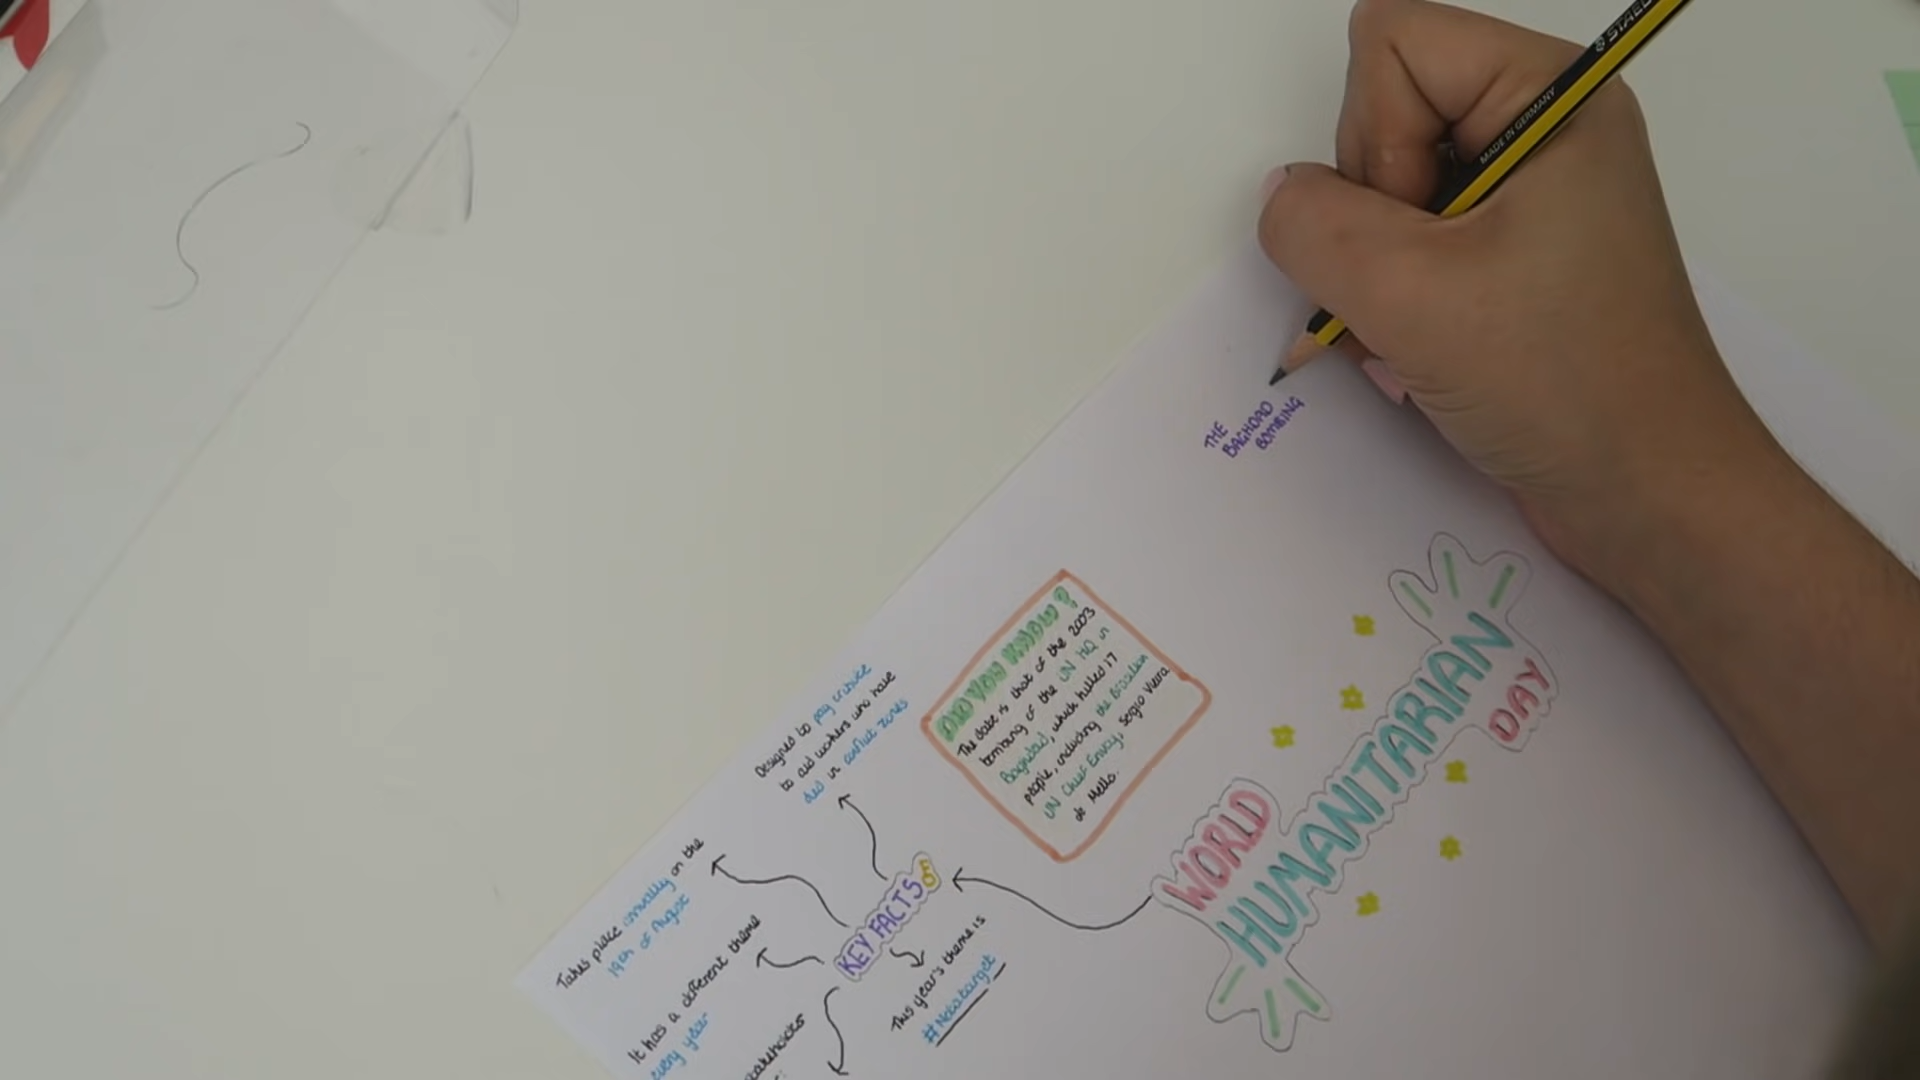 STAED
MADE IN GERMANY
THE
BAGHDAD
BOMBING
WORLD
HUMANITARIAN
DAY
DID YOU KNOW?
The date is that of the 2003
bombing of the UN HQ in
Baghdad, which killed 17
people, including the Brazilian
UN Chief Envoy, Sergio Vieira
de Mello.
KEY FACTS
Designed to pay tribute
to aid workers who have
died in conflict zones
Takes place annually on the
19th of August
It has a different theme
every year
This year's theme is
#NotATarget